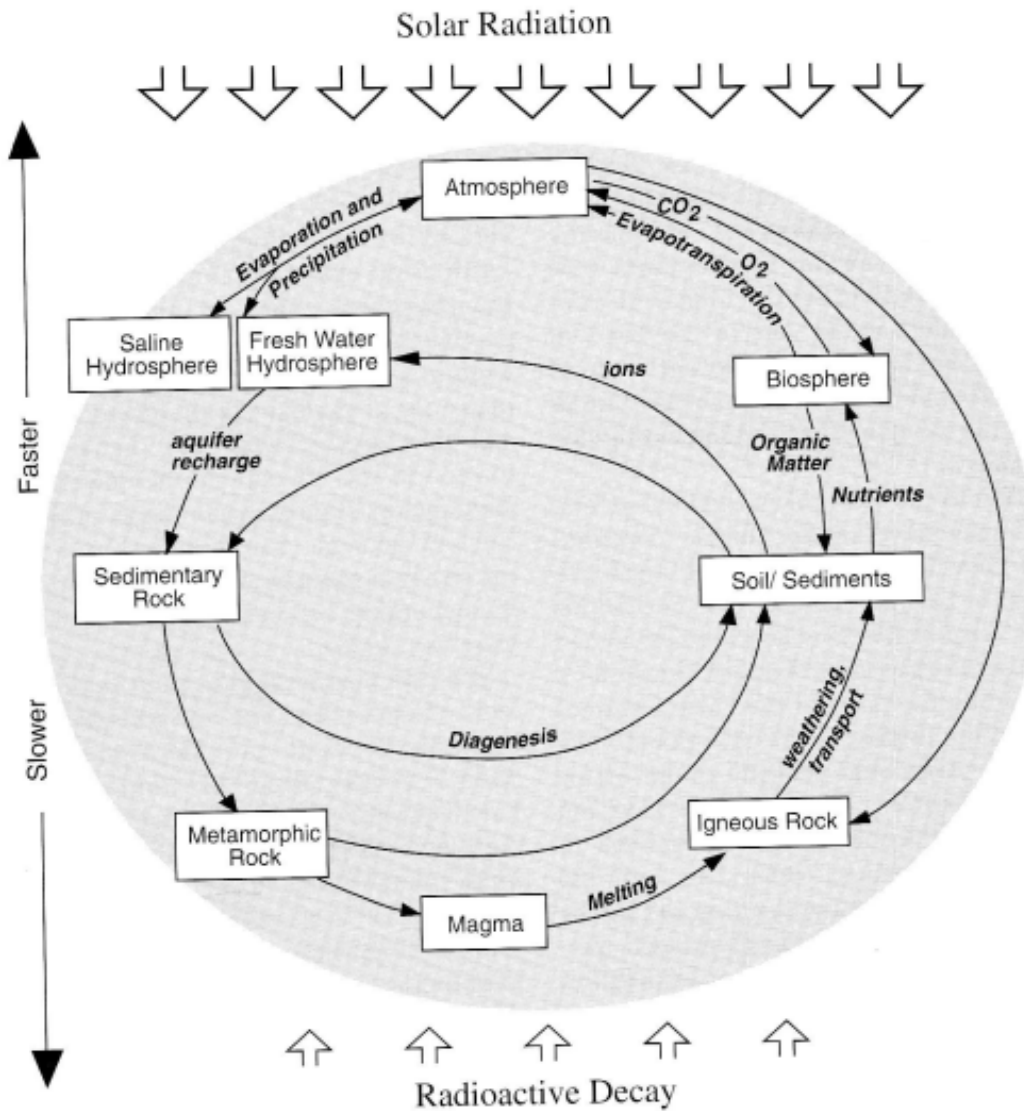 Solar Radiation
Atmosphere
CO2
O2
Evapotranspiration
Evaporation and
Precipitation
Saline
Hydrosphere
Fresh Water
Hydrosphere
ions
Biosphere
aquifer
recharge
Organic
Matter
Nutrients
Faster
Sedimentary
Rock
Soil/ Sediments
Slower
Diagenesis
weathering,
transport
Metamorphic
Rock
Igneous Rock
Melting
Magma
Radioactive Decay